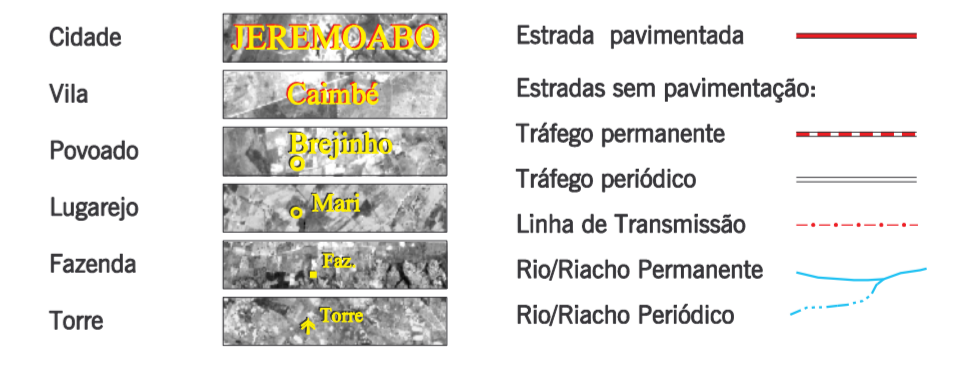 Cidade
JEREMOABO
Vila
Caimbé
Povoado
Brejinho
Lugarejo
Mari
Fazenda
Faz.
Torre
Torre
Estrada pavimentada
Estradas sem pavimentação:
Tráfego permanente
Tráfego periódico
Linha de Transmissão
Rio/Riacho Permanente
Rio/Riacho Periódico